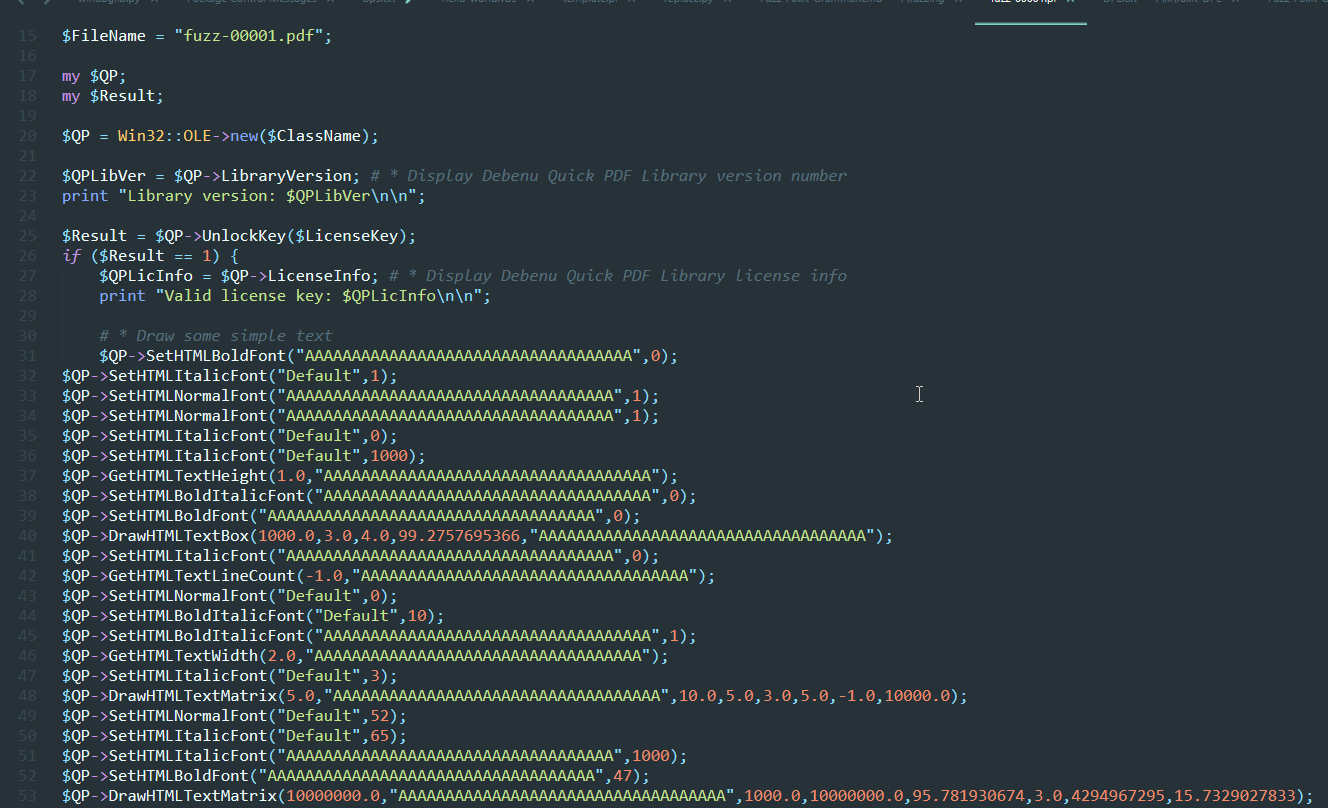 15 $FileName = "fuzz-00001.pdf";
16
17 my $QP;
18 my $Result;
19
20 $QP = Win32::OLE->new($ClassName);
21
22 $QPLibVer = $QP->LibraryVersion; # * Display Debenu Quick PDF Library version number
23 print "Library version: $QPLibVer\n\n";
24
25 $Result = $QP->UnlockKey($LicenseKey);
26 if ($Result == 1) {
27 $QPLicInfo = $QP->LicenseInfo; # * Display Debenu Quick PDF Library license info
28 print "Valid license key: $QPLicInfo\n\n";
29
30 # * Draw some simple text
31 $QP->SetHTMLBoldFont("AAAAAAAAAAAAAAAAAAAAAAAAAAAAAAAAAAA",0);
32 $QP->SetHTMLItalicFont("Default",1);
33 $QP->SetHTMLNormalFont("AAAAAAAAAAAAAAAAAAAAAAAAAAAAAAAAAAA",1);
34 $QP->SetHTMLNormalFont("AAAAAAAAAAAAAAAAAAAAAAAAAAAAAAAAAAA",1);
35 $QP->SetHTMLItalicFont("Default",0);
36 $QP->SetHTMLItalicFont("Default",1000);
37 $QP->GetHTMLTextHeight(1.0,"AAAAAAAAAAAAAAAAAAAAAAAAAAAAAAAAAAA");
38 $QP->SetHTMLBoldItalicFont("AAAAAAAAAAAAAAAAAAAAAAAAAAAAAAAAAAA",0);
39 $QP->SetHTMLBoldFont("AAAAAAAAAAAAAAAAAAAAAAAAAAAAAAAAAAA",0);
40 $QP->DrawHTMLTextBox(1000.0,3.0,4.0,99.2757695366,"AAAAAAAAAAAAAAAAAAAAAAAAAAAAAAAAAAA");
41 $QP->SetHTMLItalicFont("AAAAAAAAAAAAAAAAAAAAAAAAAAAAAAAAAAA",0);
42 $QP->GetHTMLTextLineCount(-1.0,"AAAAAAAAAAAAAAAAAAAAAAAAAAAAAAAAAAA");
43 $QP->SetHTMLNormalFont("Default",0);
44 $QP->SetHTMLBoldItalicFont("Default",10);
45 $QP->SetHTMLBoldItalicFont("AAAAAAAAAAAAAAAAAAAAAAAAAAAAAAAAAAA",1);
46 $QP->GetHTMLTextWidth(2.0,"AAAAAAAAAAAAAAAAAAAAAAAAAAAAAAAAAAA");
47 $QP->SetHTMLItalicFont("Default",3);
48 $QP->DrawHTMLTextMatrix(5.0,"AAAAAAAAAAAAAAAAAAAAAAAAAAAAAAAAAAA",10.0,5.0,3.0,5.0,-1.0,10000.0);
49 $QP->SetHTMLNormalFont("Default",52);
50 $QP->SetHTMLItalicFont("Default",65);
51 $QP->SetHTMLItalicFont("AAAAAAAAAAAAAAAAAAAAAAAAAAAAAAAAAAA",1000);
52 $QP->SetHTMLBoldFont("AAAAAAAAAAAAAAAAAAAAAAAAAAAAAAAAAAA",47);
53 $QP->DrawHTMLTextMatrix(10000000.0,"AAAAAAAAAAAAAAAAAAAAAAAAAAAAAAAAAAA",1000.0,10000000.0,95.781930674,3.0,4294967295,15.7329027833);